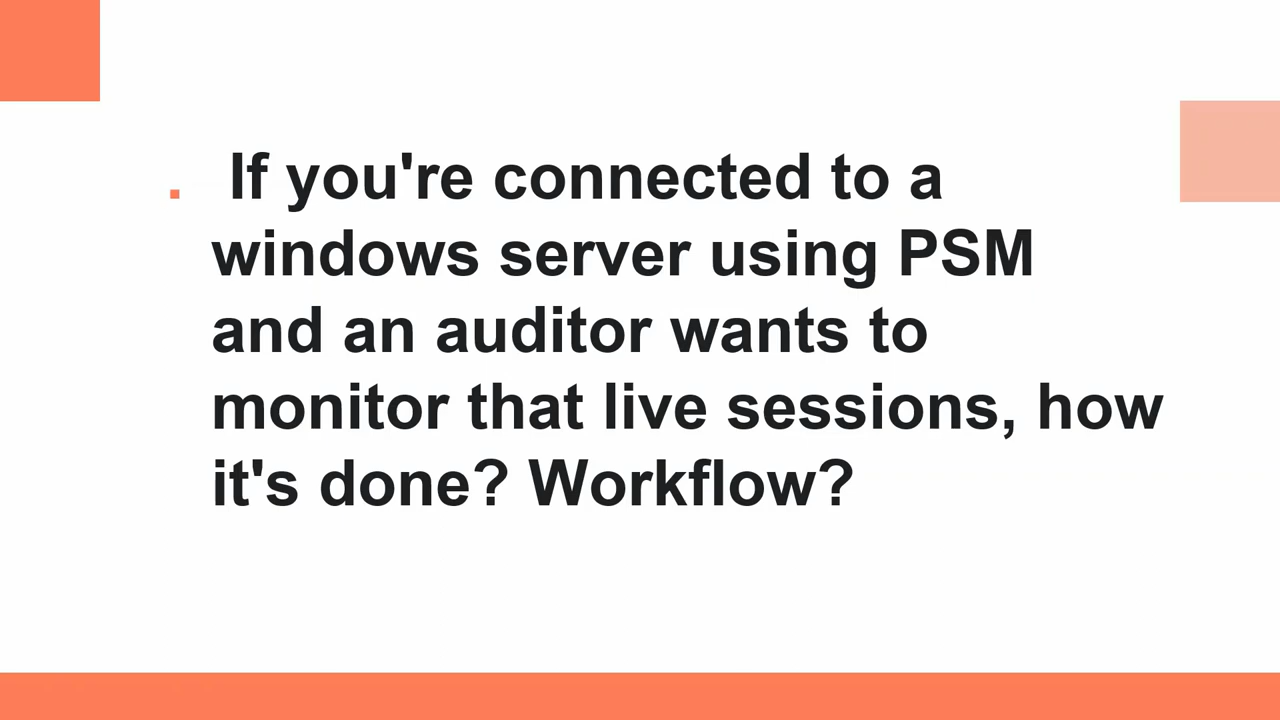 . If you're connected to a
windows server using PSM
and an auditor wants to
monitor that live sessions, how
it's done? Workflow?